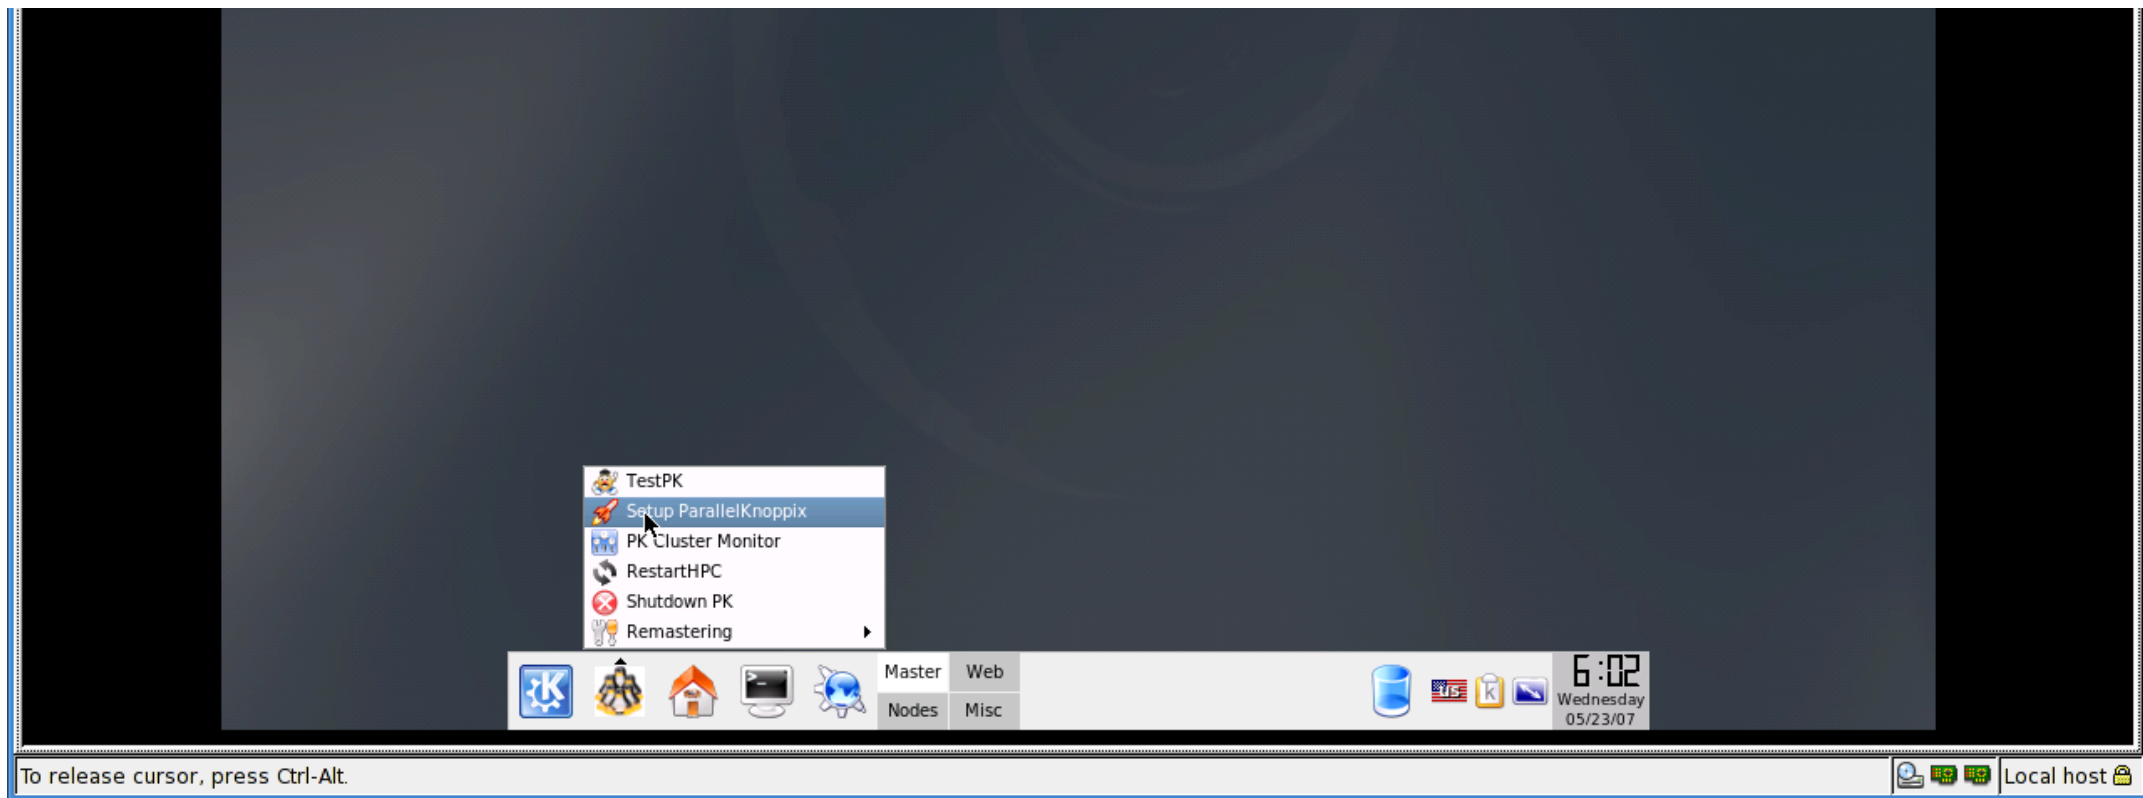 TestPK
Setup ParallelKnoppix
PK Cluster Monitor
RestartHPC
Shutdown PK
Remastering
Master Web
Nodes Misc
us
k
6:02
Wednesday
05/23/07
To release cursor, press Ctrl-Alt.
Local host